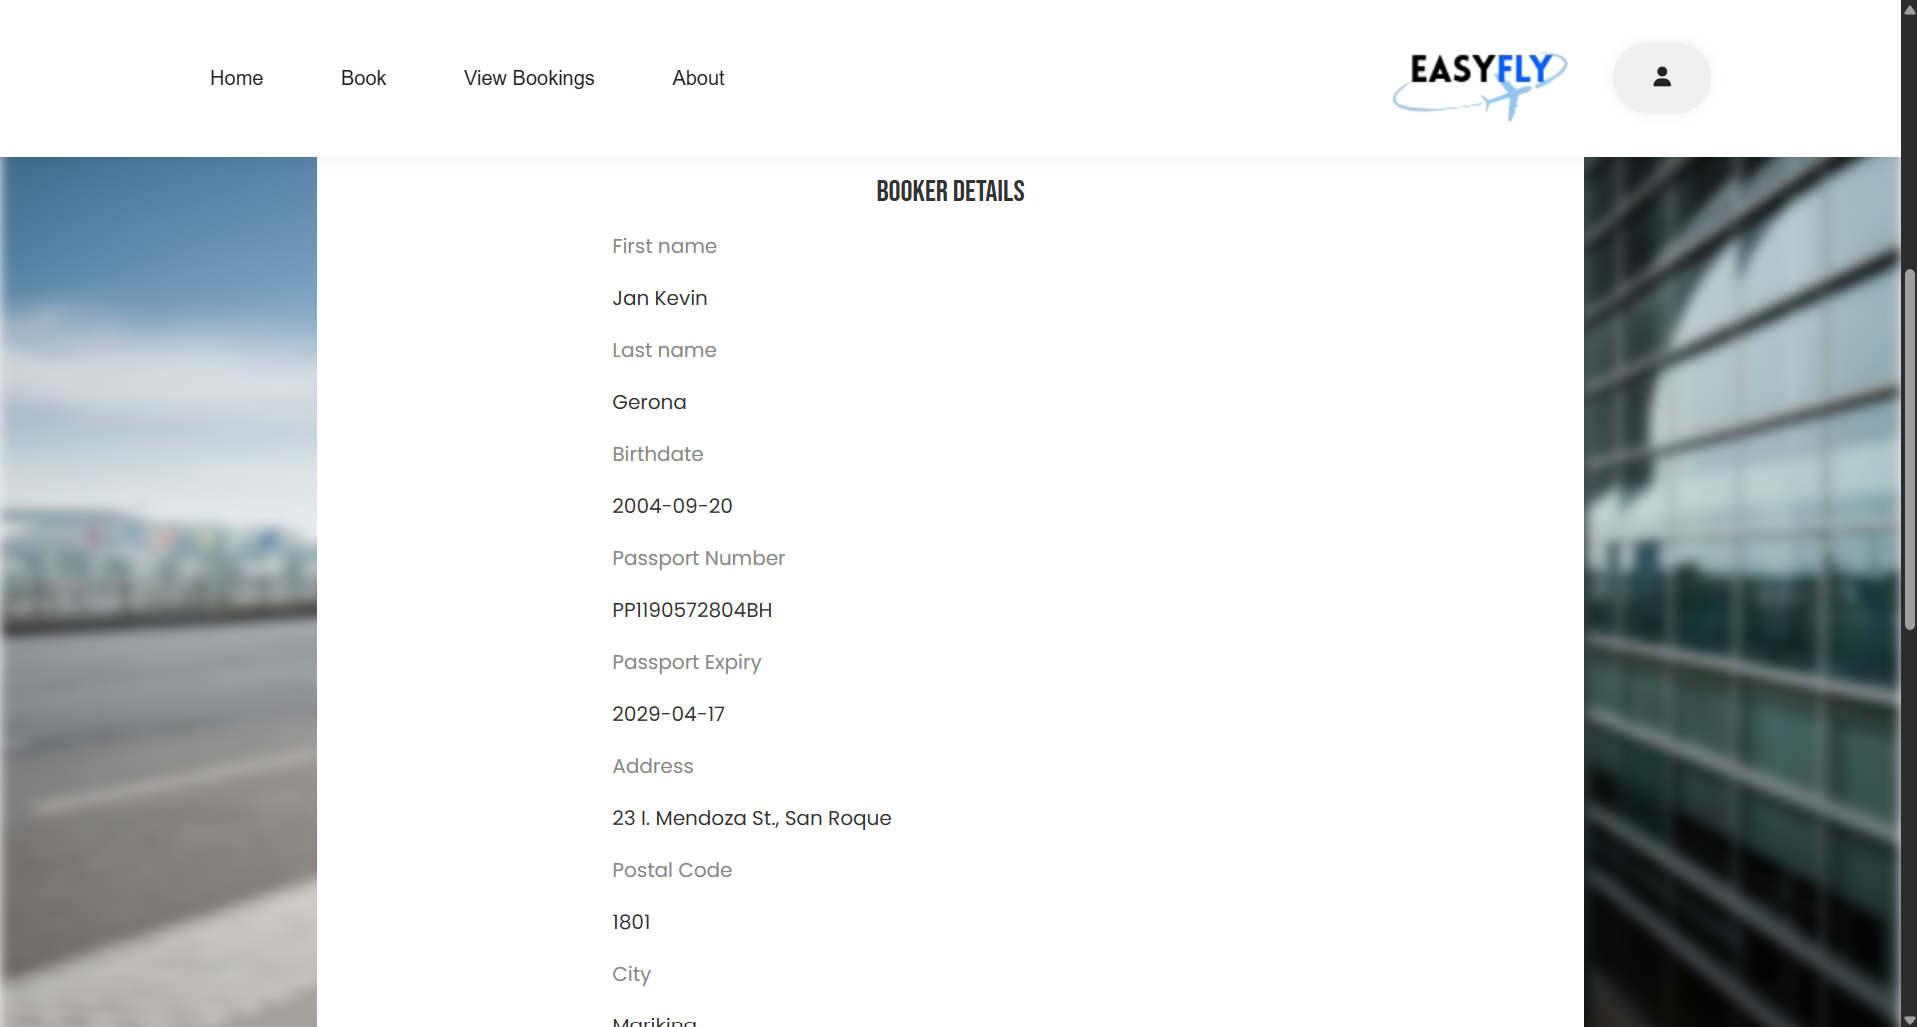 Home
Book
View Bookings
About
EASYFLY
BOOKER DETAILS
First name
Jan Kevin
Last name
Gerona
Birthdate
2004-09-20
Passport Number
PP1190572804BH
Passport Expiry
2029-04-17
Address
23 I. Mendoza St., San Roque
Postal Code
1801
City